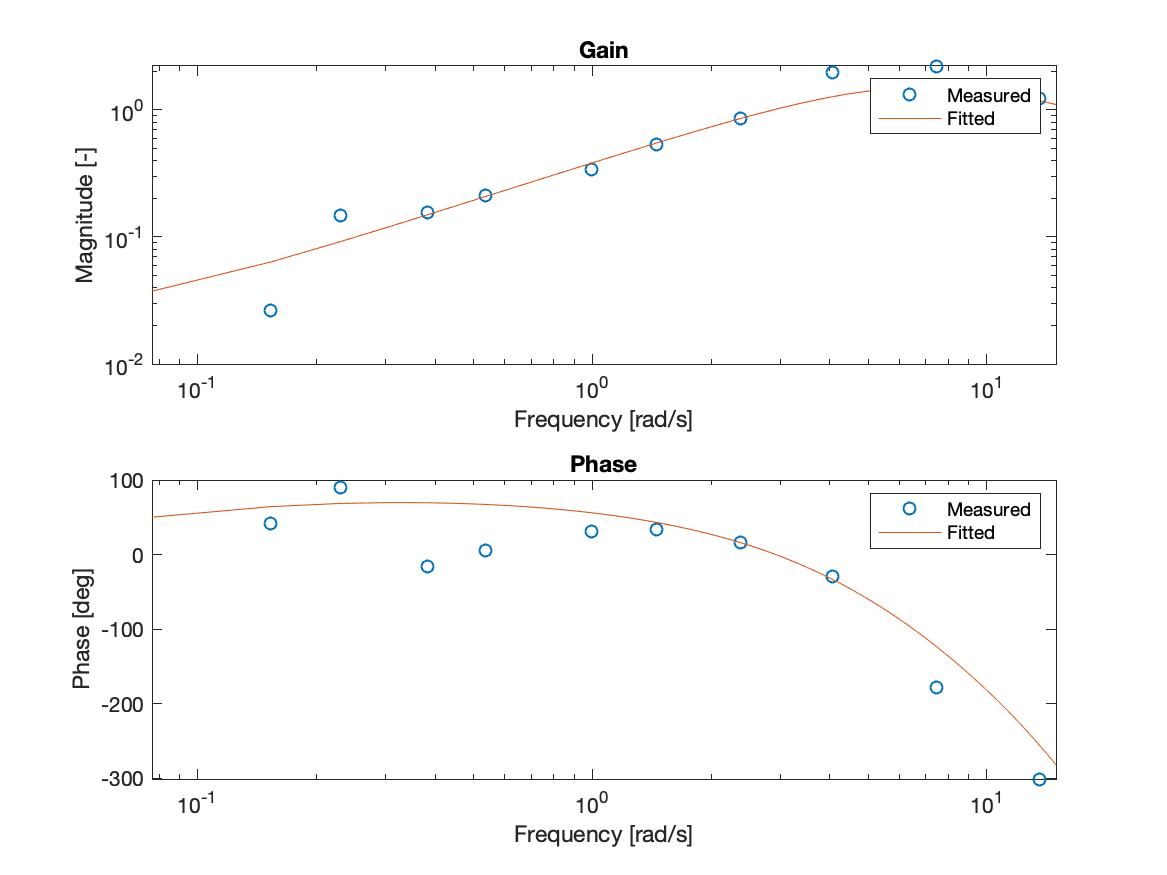 Gain
Magnitude [-]
10^0
10^-1
10^-2
Measured
Fitted
10^-1 10^0 10^1
Frequency [rad/s]
Phase
Phase [deg]
100
0
-100
-200
-300
Measured
Fitted
10^-1 10^0 10^1
Frequency [rad/s]